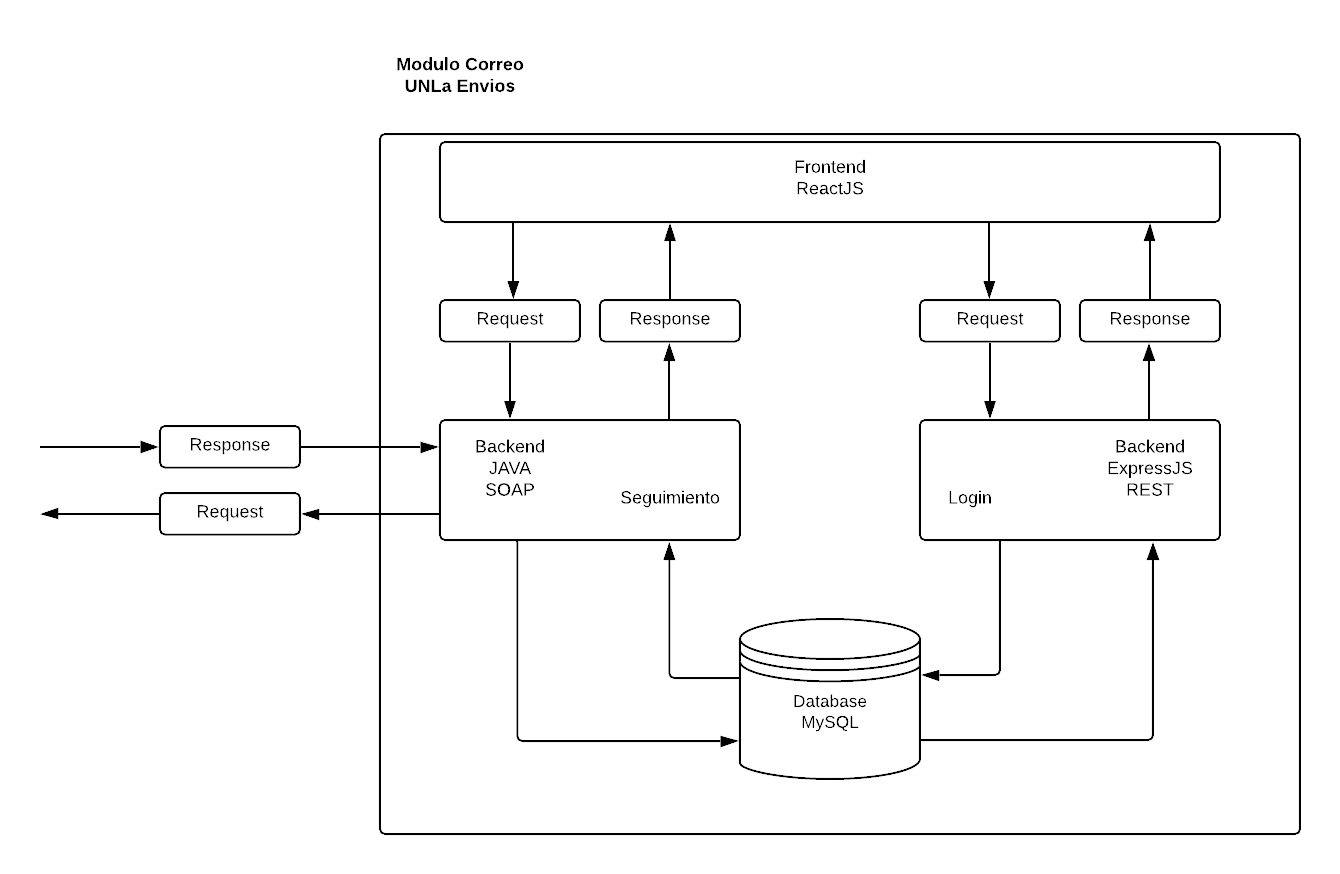 Modulo Correo
UNLa Envios
Frontend
ReactJS
Request
Response
Request
Response
Response
Request
Backend
JAVA
SOAP
Seguimiento
Login
Backend
ExpressJS
REST
Database
MySQL